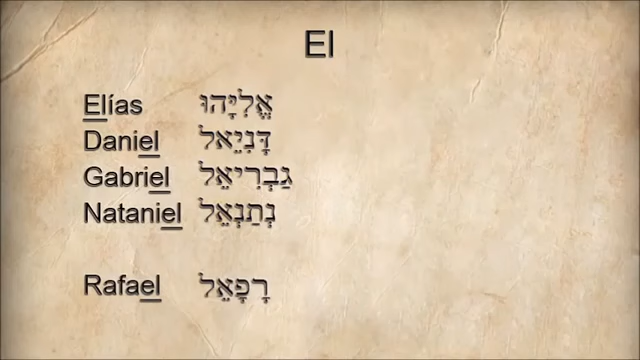 El
Elías אֱלִיָּהוּ
Daniel דָּנִיֵּאל
Gabriel גַּבְרִיאֵל
Nataniel נְתַנְאֵל
Rafael רָפָאֵל